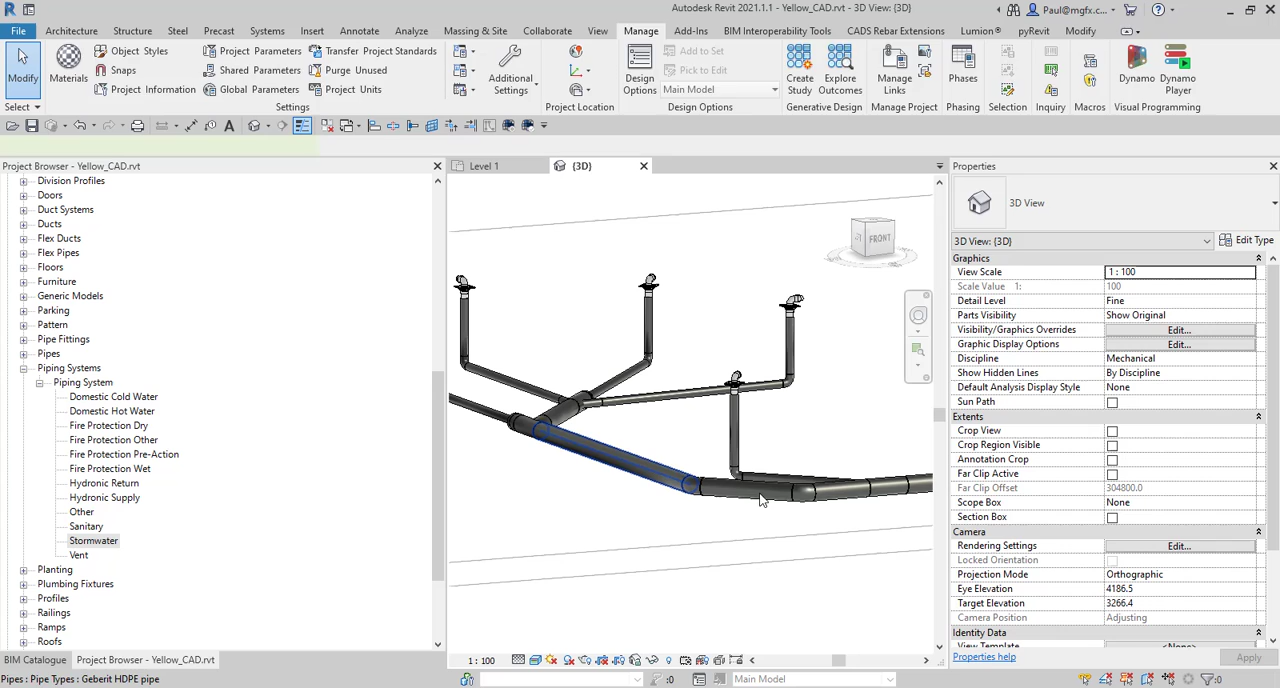 Autodesk Revit 2021.1.1 - Yellow_CAD.rvt - 3D View: {3D}
Paul@mgfx.c...
File Architecture Structure Steel Precast Systems Insert Annotate Analyze Massing & Site Collaborate View Manage Add-Ins BIM Interoperability Tools CADS Rebar Extensions Lumion® pyRevit Modify
Modify
Select
Materials
Object Styles
Snaps
Project Information
Project Parameters
Shared Parameters
Global Parameters
Transfer Project Standards
Purge Unused
Project Units
Settings
Additional
Settings
Project Location
Design
Options
Add to Set
Pick to Edit
Main Model
Design Options
Create
Study
Explore
Outcomes
Generative Design
Manage
Links
Manage Project
Phases
Phasing
Selection
Inquiry
Macros
Dynamo
Dynamo
Player
Visual Programming
Project Browser - Yellow_CAD.rvt
Division Profiles
Doors
Duct Systems
Ducts
Flex Ducts
Flex Pipes
Floors
Furniture
Generic Models
Parking
Pattern
Pipe Fittings
Pipes
Piping Systems
Piping System
Domestic Cold Water
Domestic Hot Water
Fire Protection Dry
Fire Protection Other
Fire Protection Pre-Action
Fire Protection Wet
Hydronic Return
Hydronic Supply
Other
Sanitary
Stormwater
Vent
Planting
Plumbing Fixtures
Profiles
Railings
Ramps
Roofs
BIM Catalogue
Project Browser - Yellow_CAD.rvt
Level 1
{3D}
FRONT
1 : 100
Properties
3D View
3D View: {3D}
Edit Type
Graphics
View Scale 1 : 100
Scale Value 1: 100
Detail Level Fine
Parts Visibility Show Original
Visibility/Graphics Overrides Edit...
Graphic Display Options Edit...
Discipline Mechanical
Show Hidden Lines By Discipline
Default Analysis Display Style None
Sun Path
Extents
Crop View
Crop Region Visible
Annotation Crop
Far Clip Active
Far Clip Offset 304800.0
Scope Box None
Section Box
Camera
Rendering Settings Edit...
Locked Orientation
Projection Mode Orthographic
Eye Elevation 4186.5
Target Elevation 3266.4
Camera Position Adjusting
Identity Data
View Template <None>
Properties help
Apply
Pipes : Pipe Types : Geberit HDPE pipe
:0
Main Model
:0